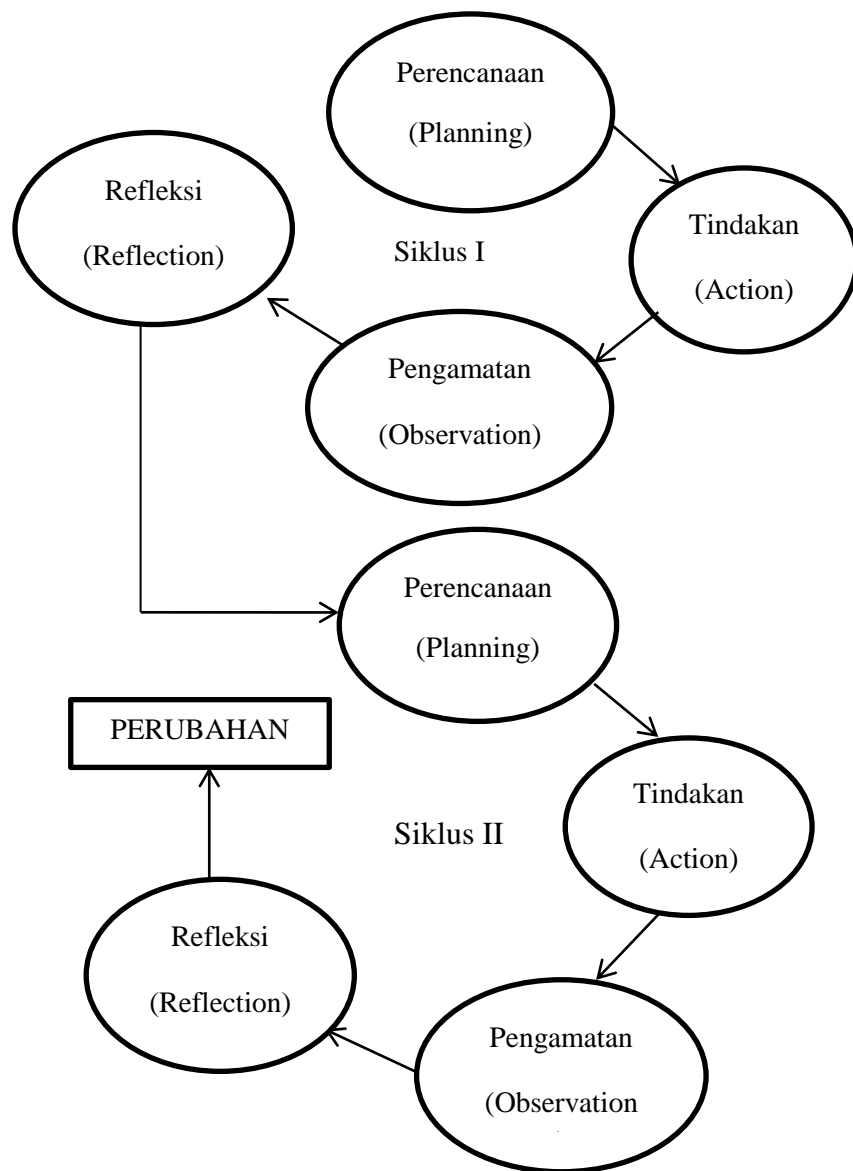 Perencanaan
(Planning)
Tindakan
(Action)
Siklus I
Pengamatan
(Observation)
Refleksi
(Reflection)
Perencanaan
(Planning)
Tindakan
(Action)
Siklus II
Pengamatan
(Observation
Refleksi
(Reflection)
PERUBAHAN